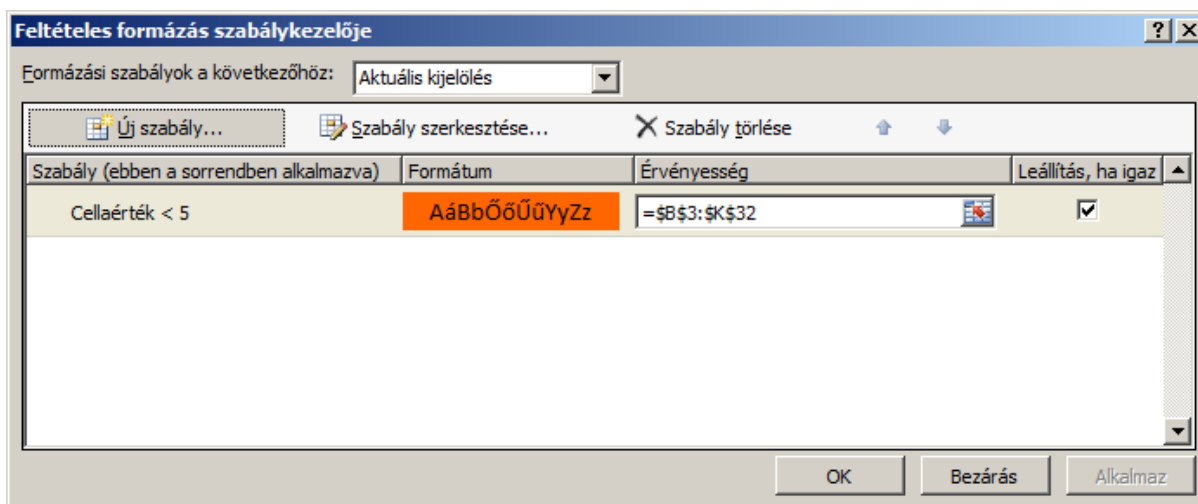 Feltételes formázás szabálykezelője
Formázási szabályok a következőhöz: Aktuális kijelölés
Új szabály... Szabály szerkesztése... Szabály törlése
Szabály (ebben a sorrendben alkalmazva) Formátum Érvényesség Leállítás, ha igaz
Cellaérték < 5 AáBbŐőŰűYyZz =$B$3:$K$32
OK Bezárás Alkalmaz